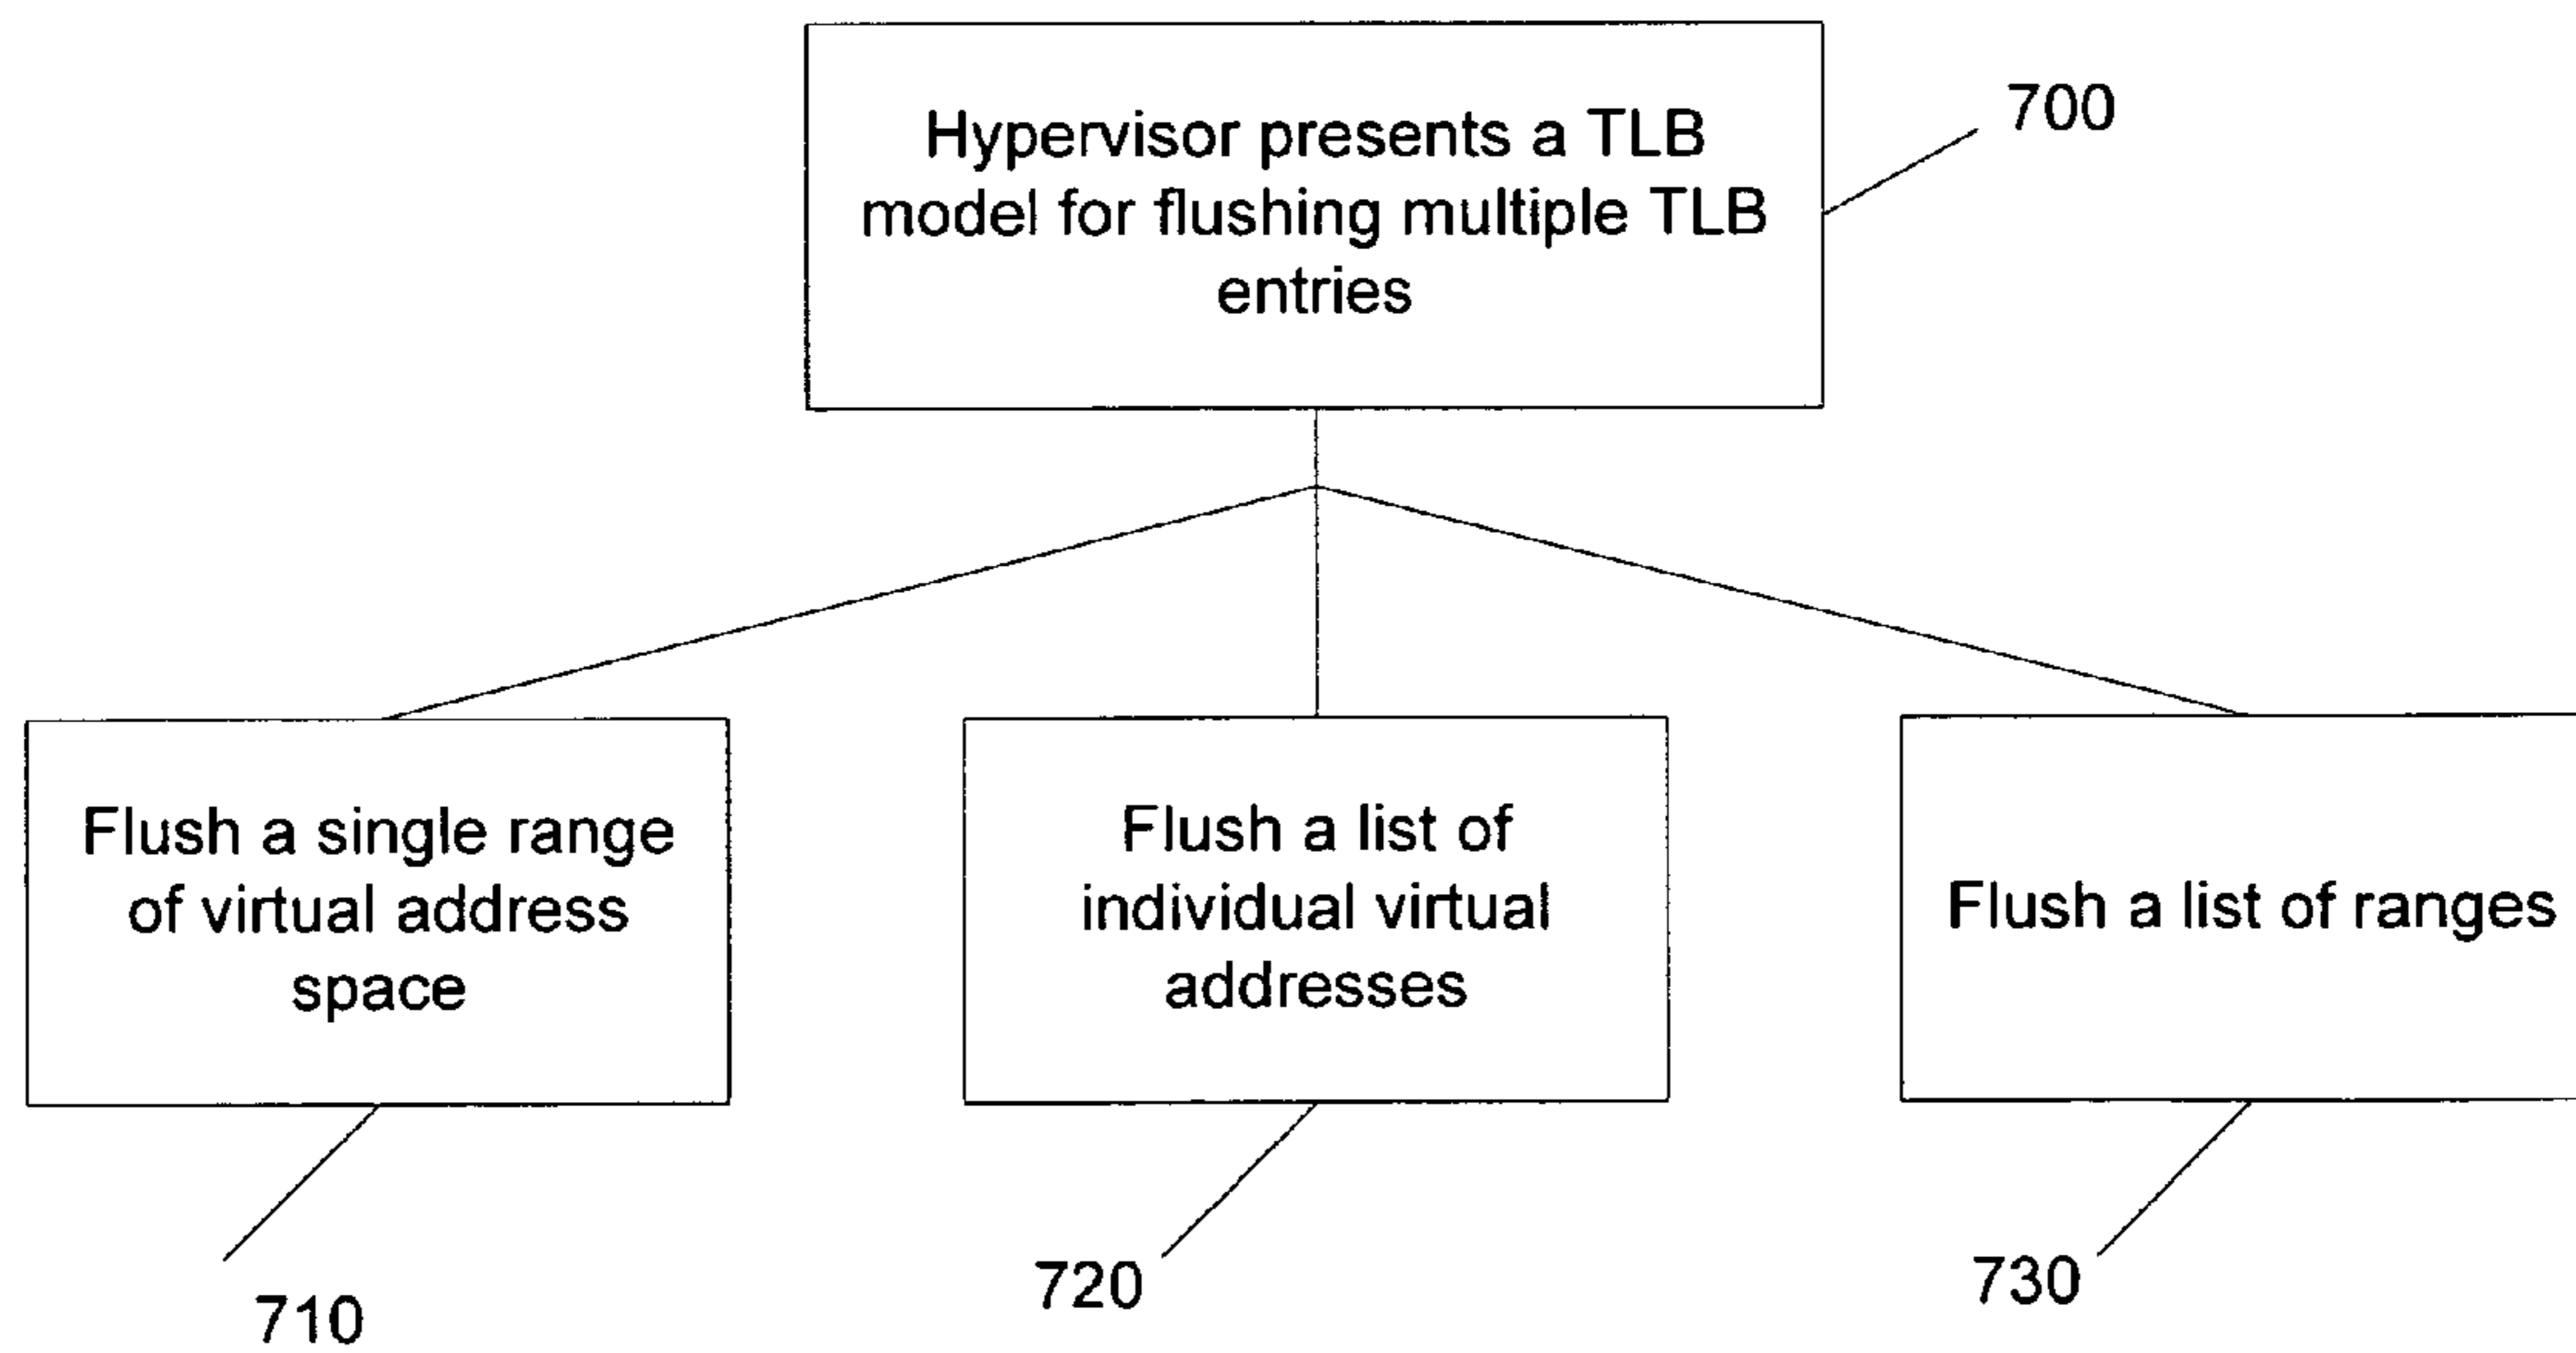 Hypervisor presents a TLB
model for flushing multiple TLB
entries
700
Flush a single range
of virtual address
space
Flush a list of
individual virtual
addresses
Flush a list of ranges
710
720
730